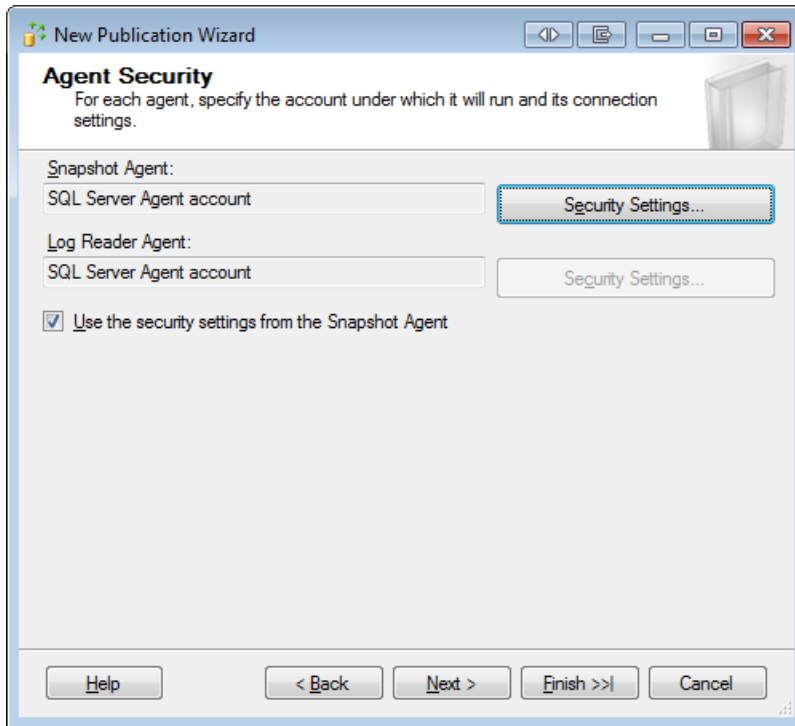 New Publication Wizard
Agent Security
For each agent, specify the account under which it will run and its connection
settings.
Snapshot Agent:
SQL Server Agent account
Security Settings...
Log Reader Agent:
SQL Server Agent account
Security Settings...
Use the security settings from the Snapshot Agent
Help
< Back
Next >
Finish >>|
Cancel